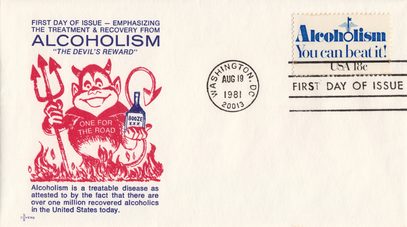 FIRST DAY OF ISSUE – EMPHASIZING
THE TREATMENT & RECOVERY FROM
ALCOHOLISM
"THE DEVIL'S REWARD"
ONE FOR
THE ROAD
BOOZE
XXX
Alcoholism is a treatable disease as
attested to by the fact that there are
over one million recovered alcoholics
in the United States today.
WASHINGTON, DC
AUG 19
1981
20013
Alcoholism
You can beat it!
USA 18c
FIRST DAY OF ISSUE